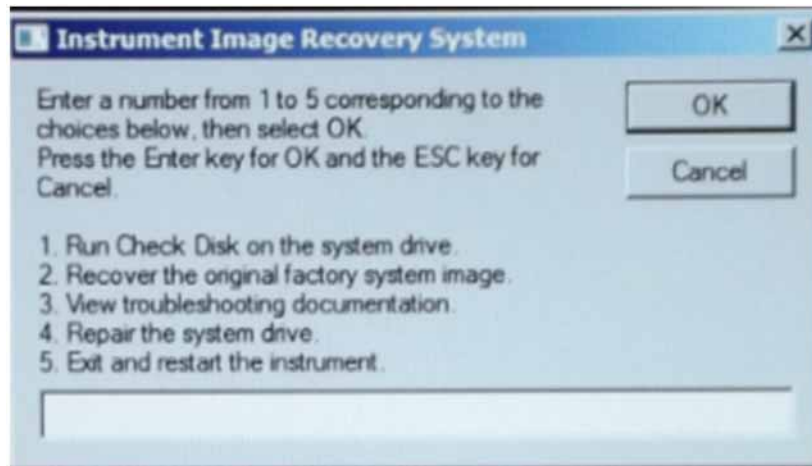 Instrument Image Recovery System
Enter a number from 1 to 5 corresponding to the
choices below, then select OK.
Press the Enter key for OK and the ESC key for
Cancel.
OK
Cancel
1. Run Check Disk on the system drive.
2. Recover the original factory system image.
3. View troubleshooting documentation.
4. Repair the system drive.
5. Exit and restart the instrument.